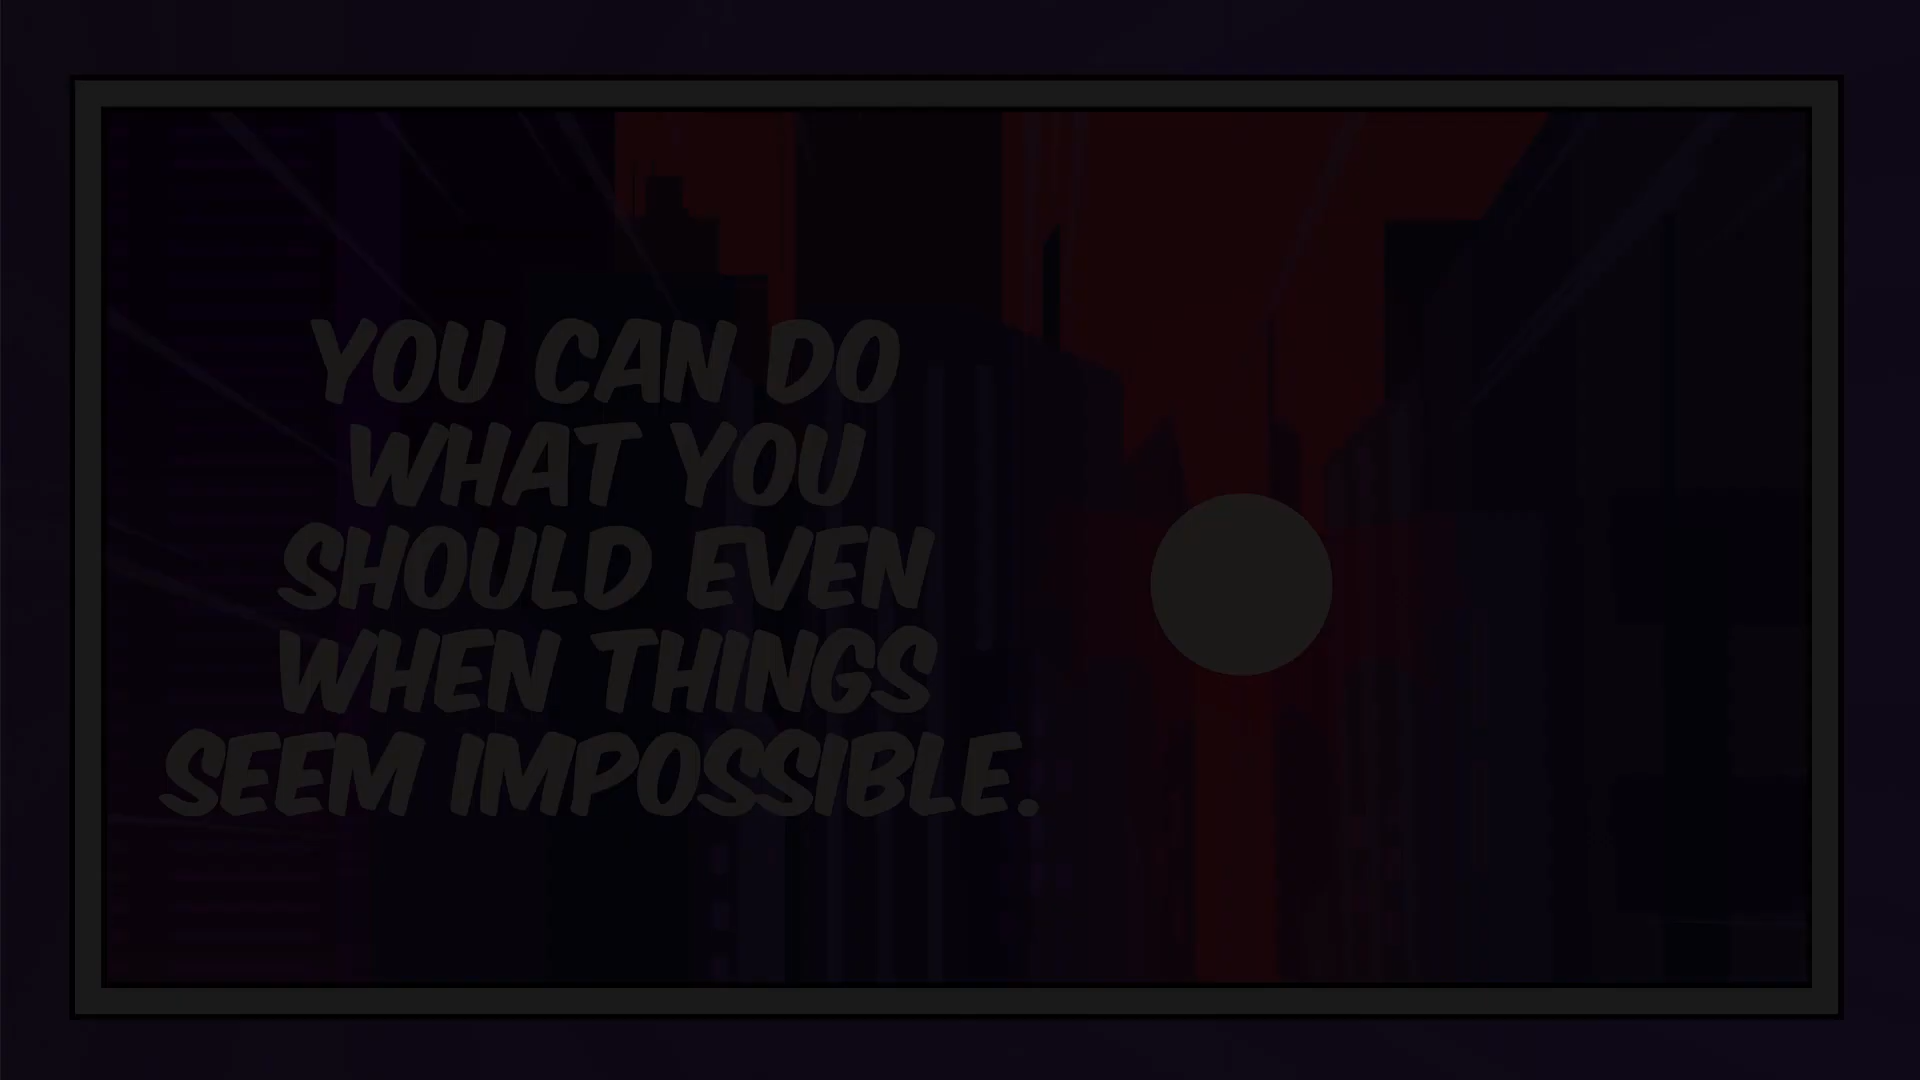 YOU CAN DO
WHAT YOU
SHOULD EVEN
WHEN THINGS
SEEM IMPOSSIBLE.